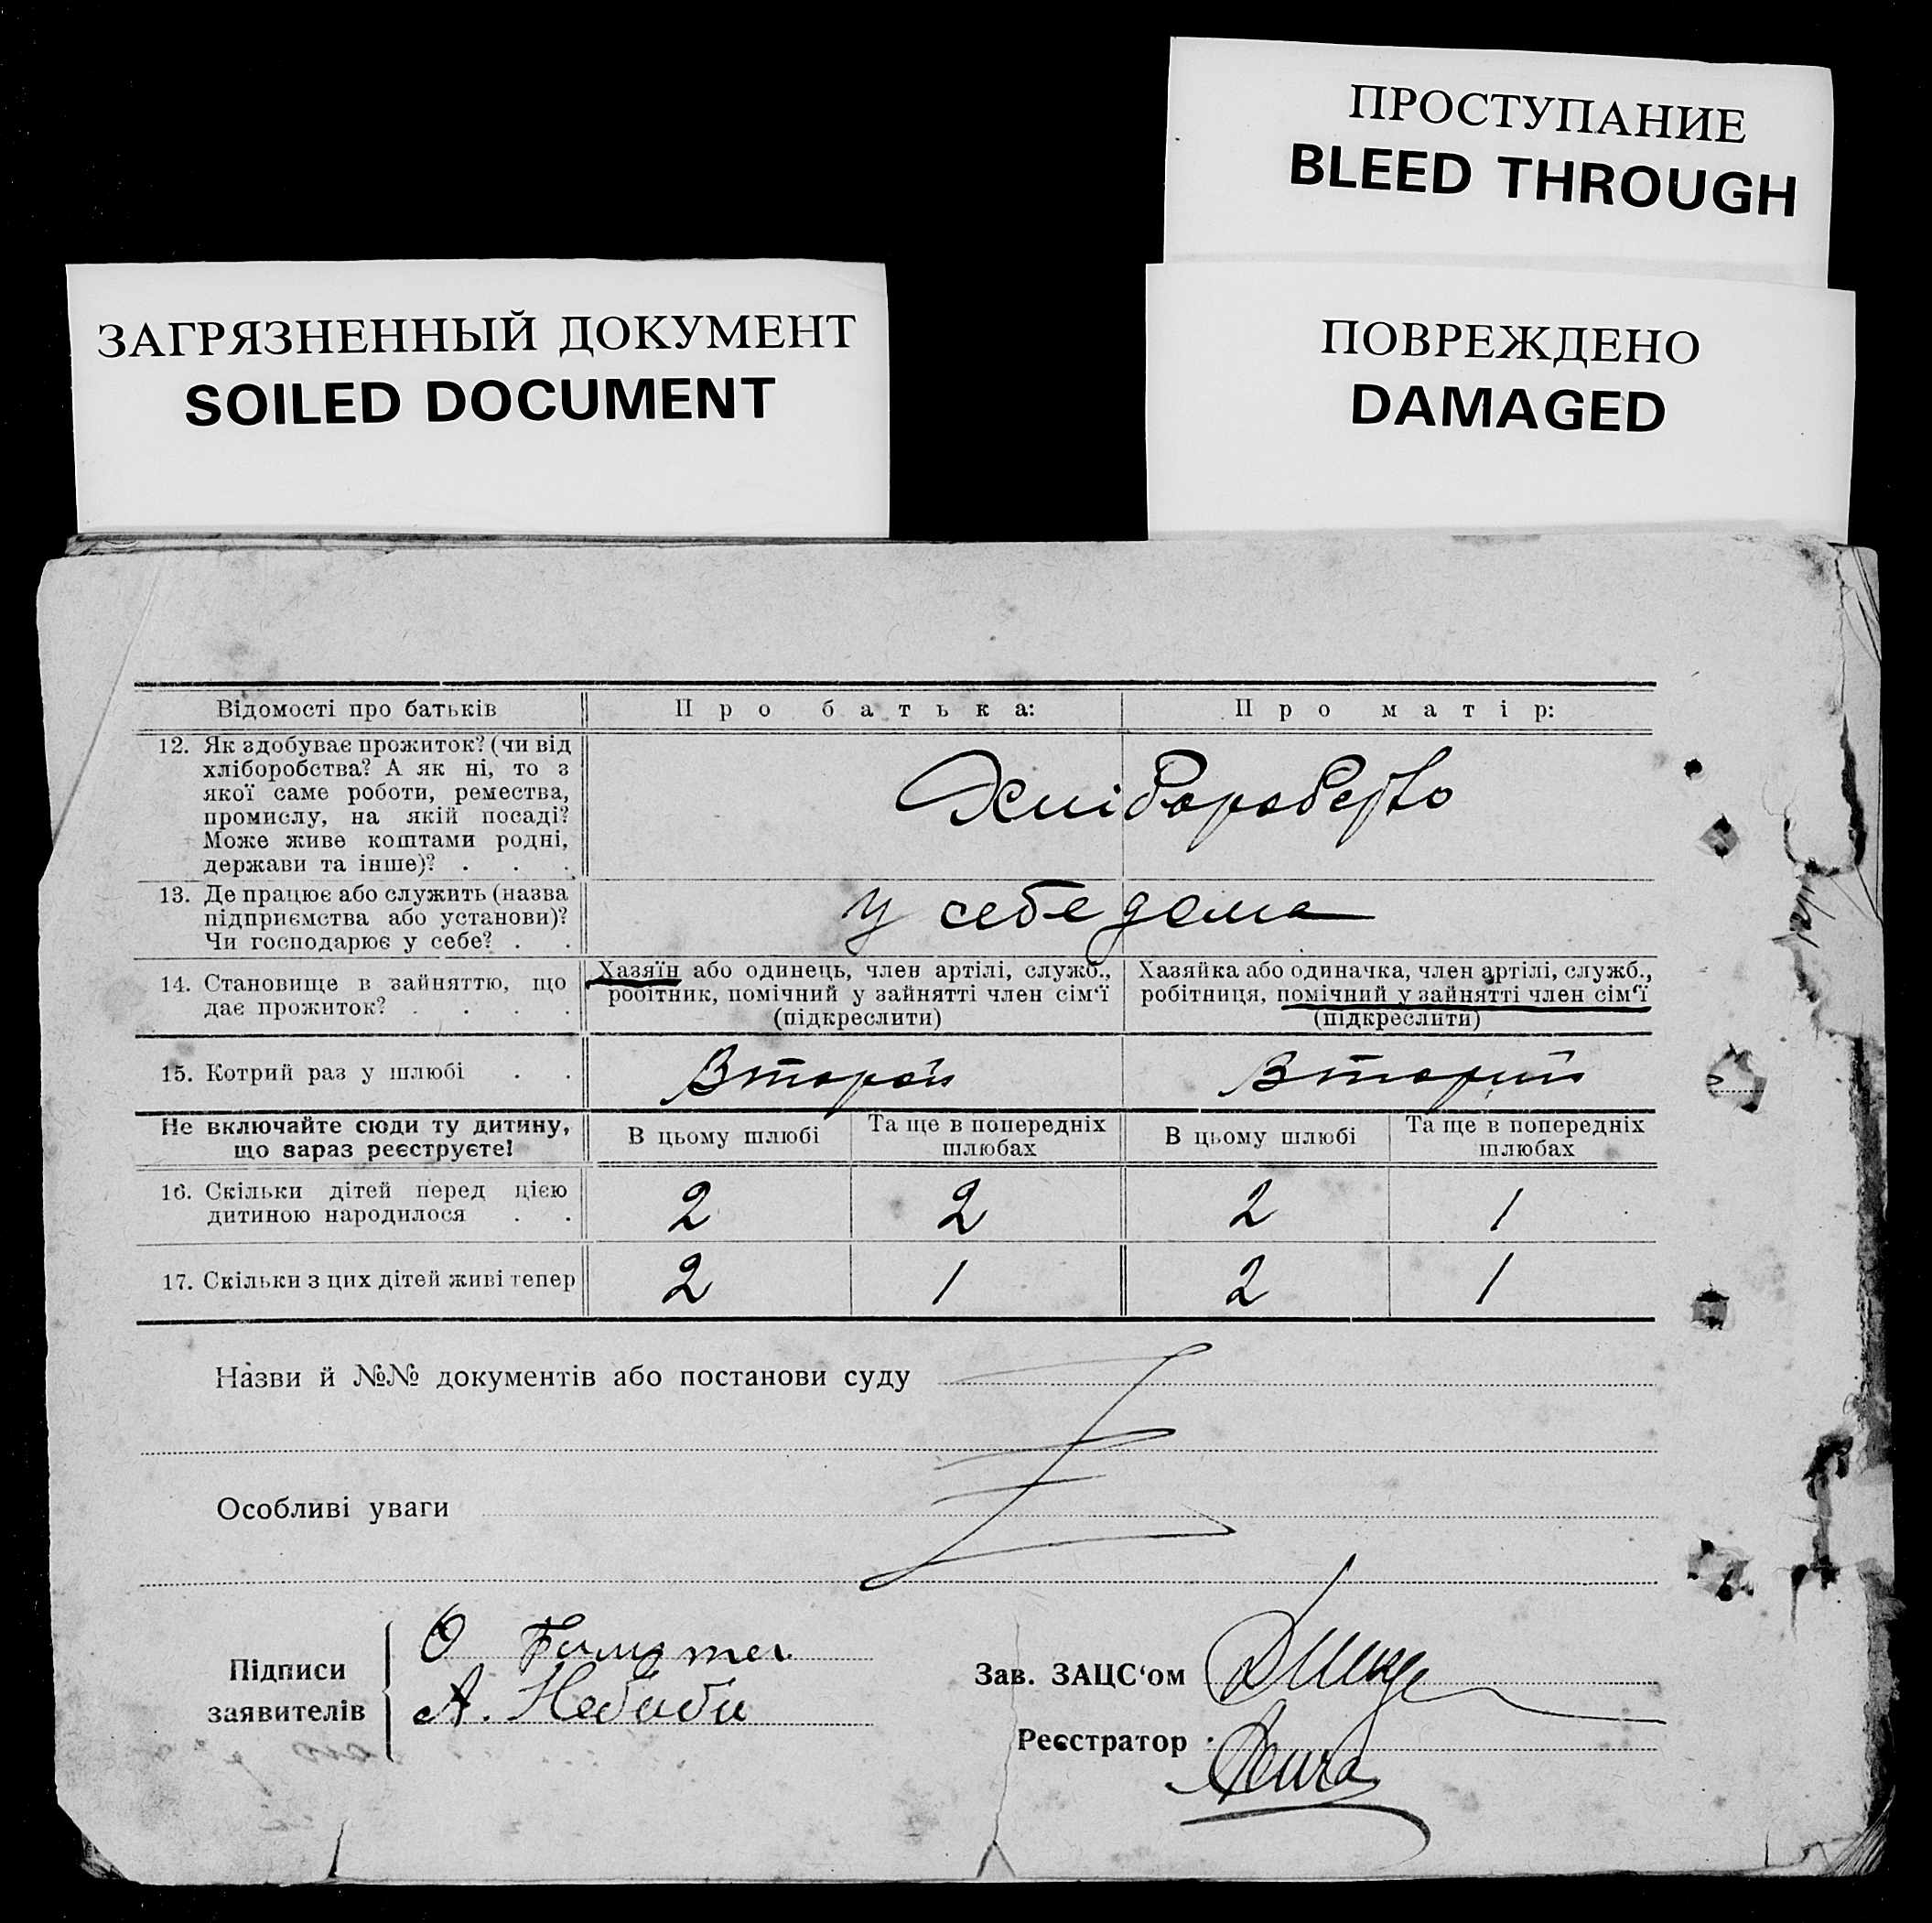 ПРОСТУПАНИЕ
BLEED THROUGH
ЗАГРЯЗНЕННЫЙ ДОКУМЕНТ
SOILED DOCUMENT
ПОВРЕЖДЕНО
DAMAGED
Відомості про батьків
Про батька:
Про матір:
12. Як здобуває прожиток? (чи від
хліборобства? А як ні, то з
якої саме роботи, ремества,
промислу, на якій посаді?
Може живе коштами родні,
держави та інше)? . . .
Хліборобство
13. Де працює або служить (назва
підприємства або установи)?
Чи господарює у себе? . .
у себе дома
14. Становище в зайняттю, що
дає прожиток? . . . .
Хазяїн або одинець, член артілі, служб.,
робітник, помічний у зайнятті член сім'ї
(підкреслити)
Хазяйка або одиначка, член артілі, служб.,
робітниця, помічний у зайнятті член сім'ї
(підкреслити)
15. Котрий раз у шлюбі . .
Второй
Вторий
Не включайте сюди ту дитину,
що зараз реєструєте!
В цьому шлюбі
Та ще в попередніх
шлюбах
В цьому шлюбі
Та ще в попередніх
шлюбах
16. Скільки дітей перед цією
дитиною народилося . .
2 2 2 1
17. Скільки з цих дітей живі тепер
2 1 2 1
Назви й №№ документів або постанови суду
Особливі уваги
Підписи
заявителів
О
А.
Зав. ЗАЦС'ом
Реєстратор